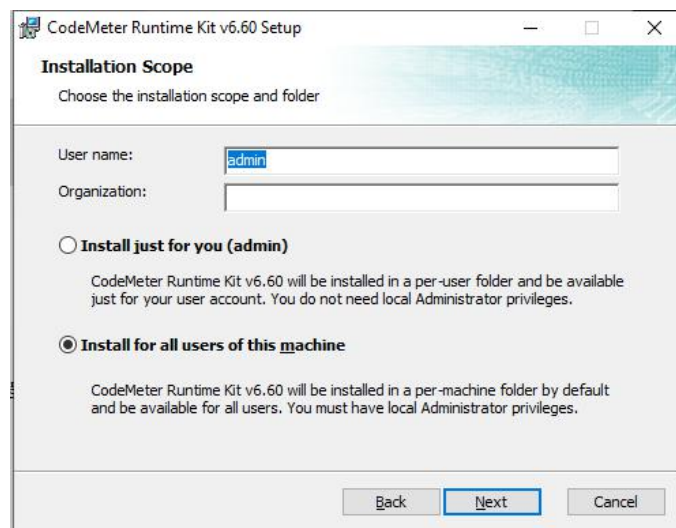 CodeMeter Runtime Kit v6.60 Setup
Installation Scope
Choose the installation scope and folder
User name:
admin
Organization:
Install just for you (admin)
CodeMeter Runtime Kit v6.60 will be installed in a per-user folder and be available
just for your user account. You do not need local Administrator privileges.
Install for all users of this machine
CodeMeter Runtime Kit v6.60 will be installed in a per-machine folder by default
and be available for all users. You must have local Administrator privileges.
Back
Next
Cancel